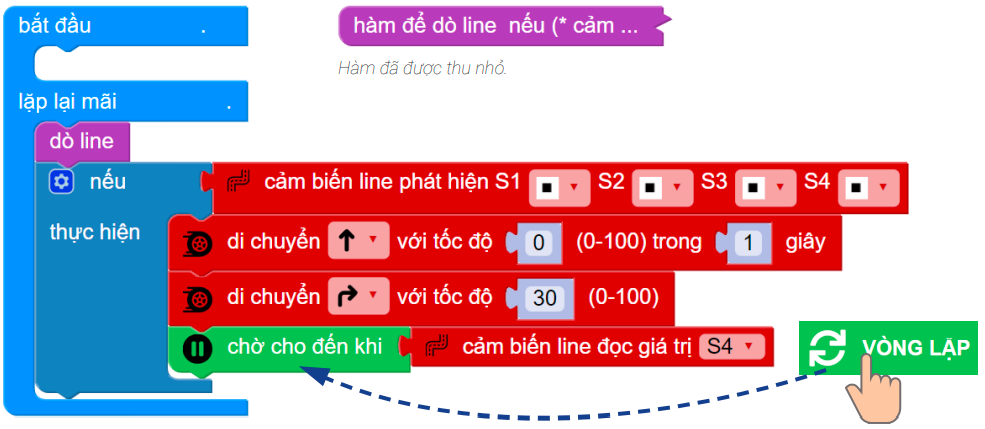 bắt đầu .
hàm để dò line nếu (* cảm ...
Hàm đã được thu nhỏ.
lặp lại mãi .
dò line
nếu cảm biến line phát hiện S1 S2 S3 S4
thực hiện
di chuyển với tốc độ 0 (0-100) trong 1 giây
di chuyển với tốc độ 30 (0-100)
chờ cho đến khi cảm biến line đọc giá trị S4
VÒNG LẶP